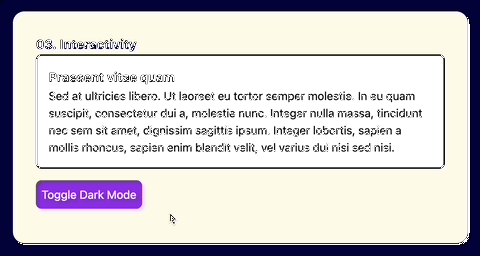 03. Interactivity
Praesent vitae quam
Sed at ultricies libero. Ut laoreet eu tortor semper molestie. In eu quam
suscipit, consectetur dui a, molestie nunc. Integer nulla massa, tincidunt
nec sem sit amet, dignissim sagittis ipsum. Integer lobortis, sapien a
mollis rhoncus, sapien enim blandit velit, vel varius dui nisi sed nisi.
Toggle Dark Mode